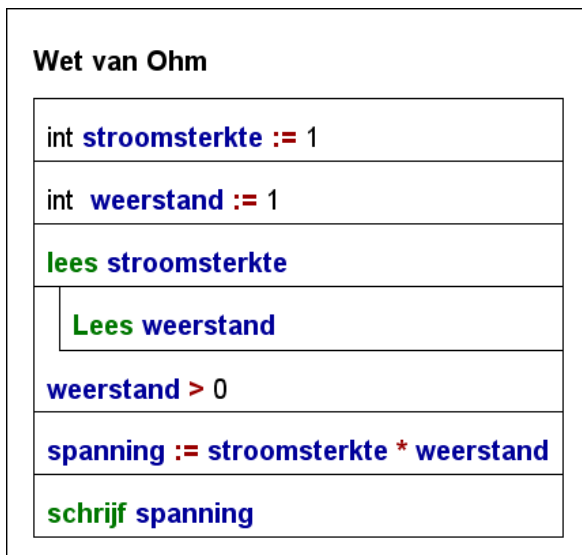 Wet van Ohm
int stroomsterkte := 1
int weerstand := 1
lees stroomsterkte
Lees weerstand
weerstand > 0
spanning := stroomsterkte * weerstand
schrijf spanning